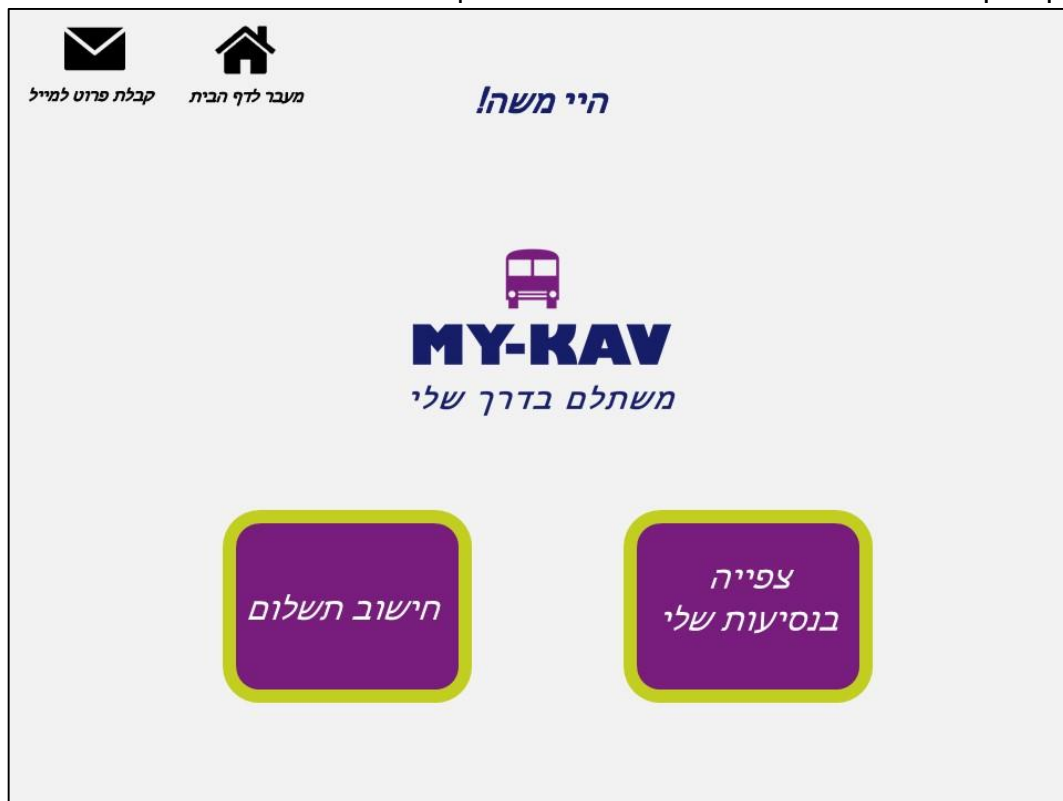 היי משה!
מעבר לדף הבית
קבלת פרוט למייל
MY-KAV
משתלם בדרך שלי
צפייה
בנסיעות שלי
חישוב תשלום